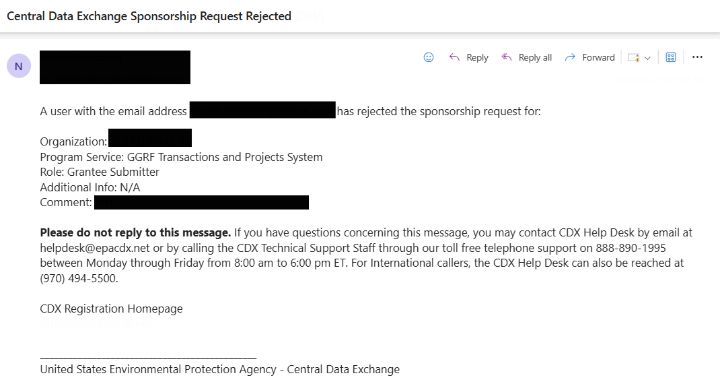 Central Data Exchange Sponsorship Request Rejected
N
Reply
Reply all
Forward
A user with the email address has rejected the sponsorship request for:
Organization:
Program Service: GGRF Transactions and Projects System
Role: Grantee Submitter
Additional Info: N/A
Comment:
Please do not reply to this message. If you have questions concerning this message, you may contact CDX Help Desk by email at
helpdesk@epacdx.net or by calling the CDX Technical Support Staff through our toll free telephone support on 888-890-1995
between Monday through Friday from 8:00 am to 6:00 pm ET. For International callers, the CDX Help Desk can also be reached at
(970) 494-5500.
CDX Registration Homepage
United States Environmental Protection Agency - Central Data Exchange